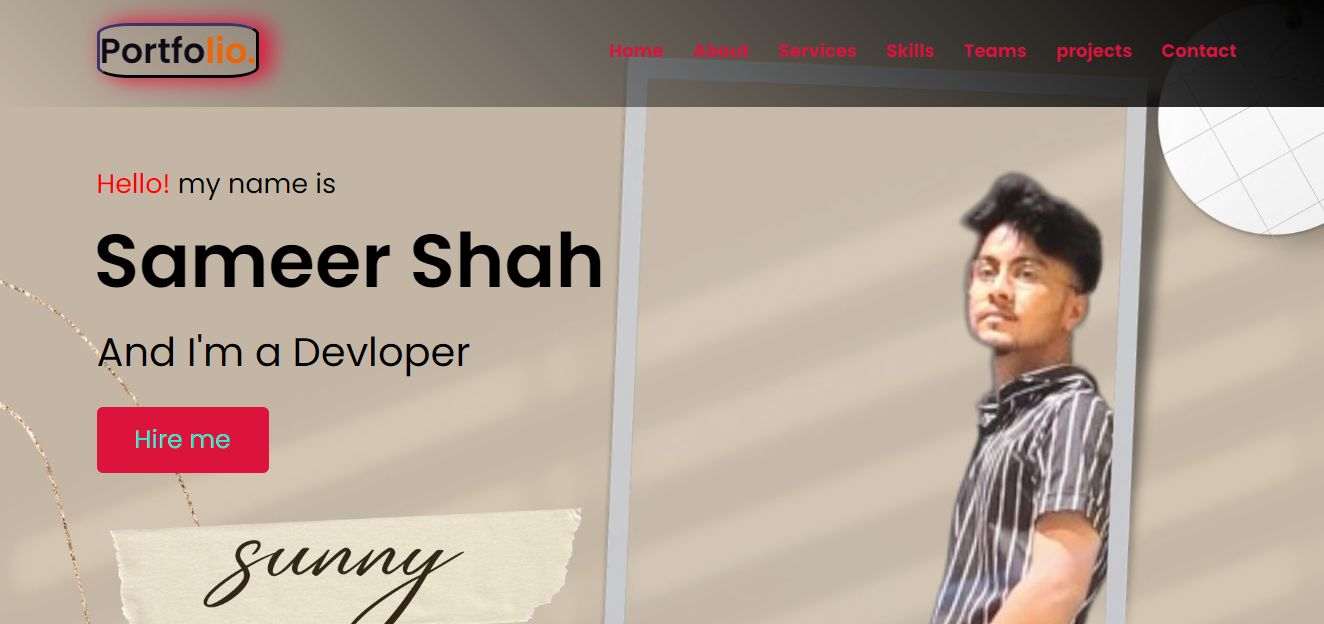 Portfolio.
Home About Services Skills Teams projects Contact
Hello! my name is
Sameer Shah
And I'm a Devloper
Hire me
sunny